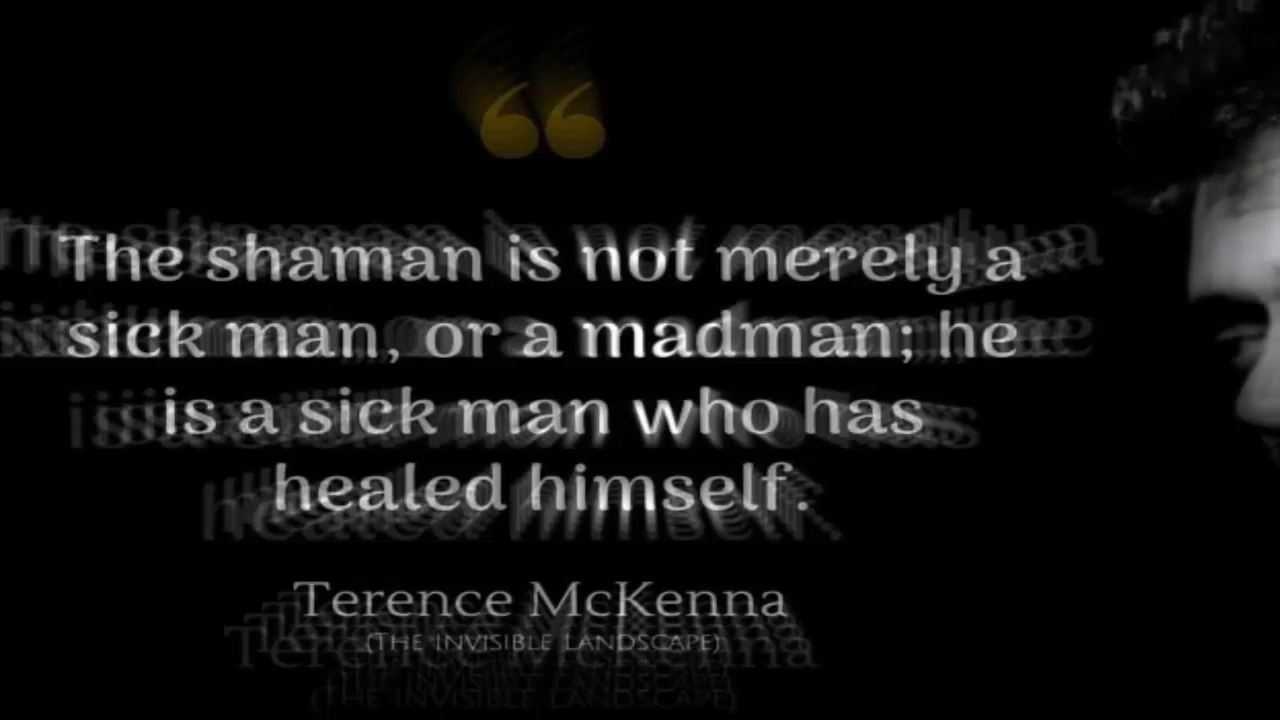 “
The shaman is not merely a
sick man, or a madman; he
is a sick man who has
healed himself.
Terence McKenna
(The Invisible Landscape)